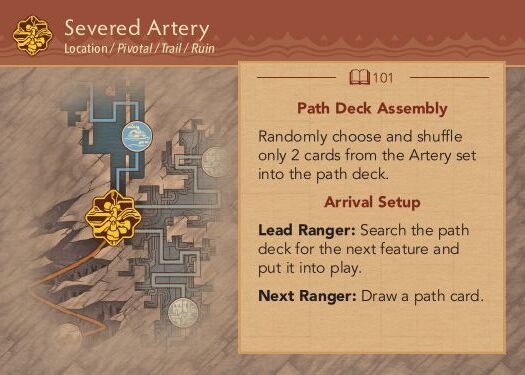 Severed Artery
Location / Pivotal / Trail / Ruin
101
Path Deck Assembly
Randomly choose and shuffle
only 2 cards from the Artery set
into the path deck.
Arrival Setup
Lead Ranger: Search the path
deck for the next feature and
put it into play.
Next Ranger: Draw a path card.